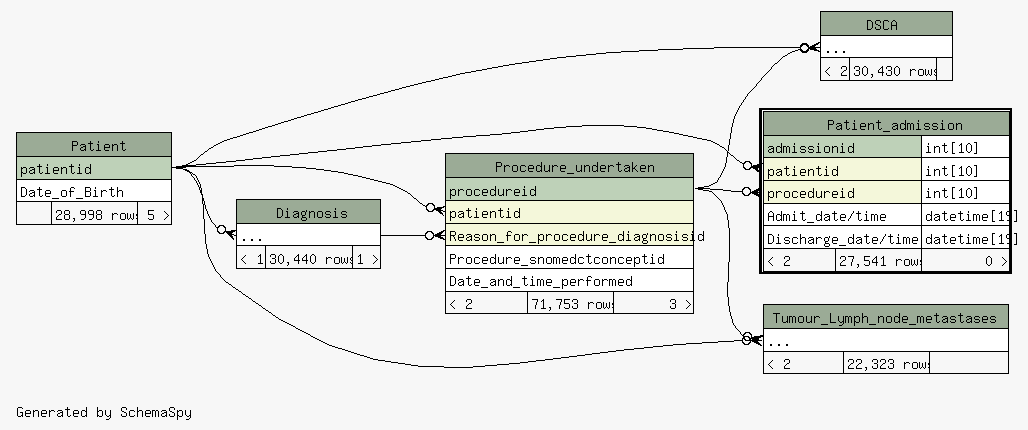 DSCA
...
< 2 30,430 rows
Patient
patientid
Date_of_Birth
28,998 rows 5 >
Diagnosis
...
< 1 30,440 rows 1 >
Procedure_undertaken
procedureid
patientid
Reason_for_procedure_diagnosisid
Procedure_snomedctconceptid
Date_and_time_performed
< 2 71,753 rows 3 >
Patient_admission
admissionid int[10]
patientid int[10]
procedureid int[10]
Admit_date/time datetime[19]
Discharge_date/time datetime[19]
< 2 27,541 rows 0 >
Tumour_Lymph_node_metastases
...
< 2 22,323 rows
Generated by SchemaSpy